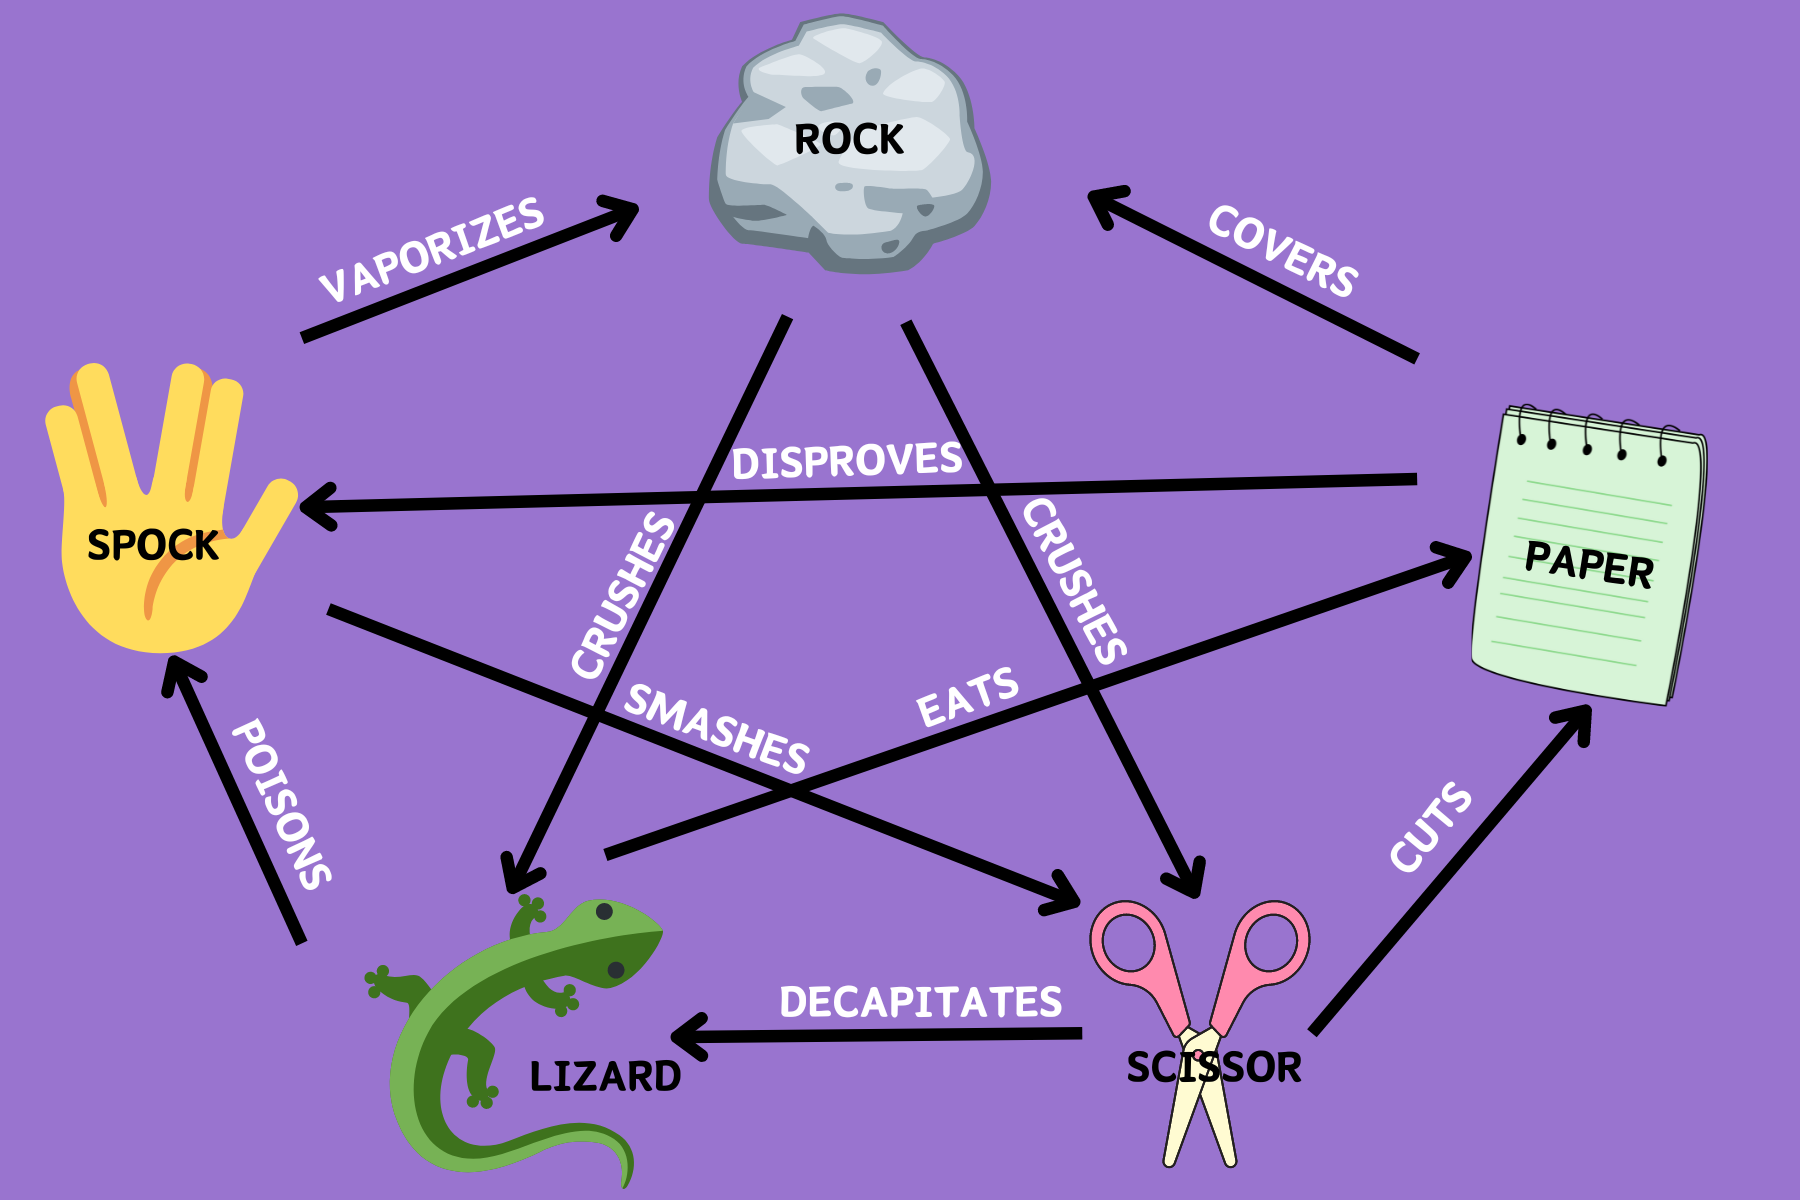 ROCK
VAPORIZES
COVERS
DISPROVES
SPOCK
CRUSHES
CRUSHES
PAPER
SMASHES
EATS
POISONS
CUTS
DECAPITATES
LIZARD
SCISSOR